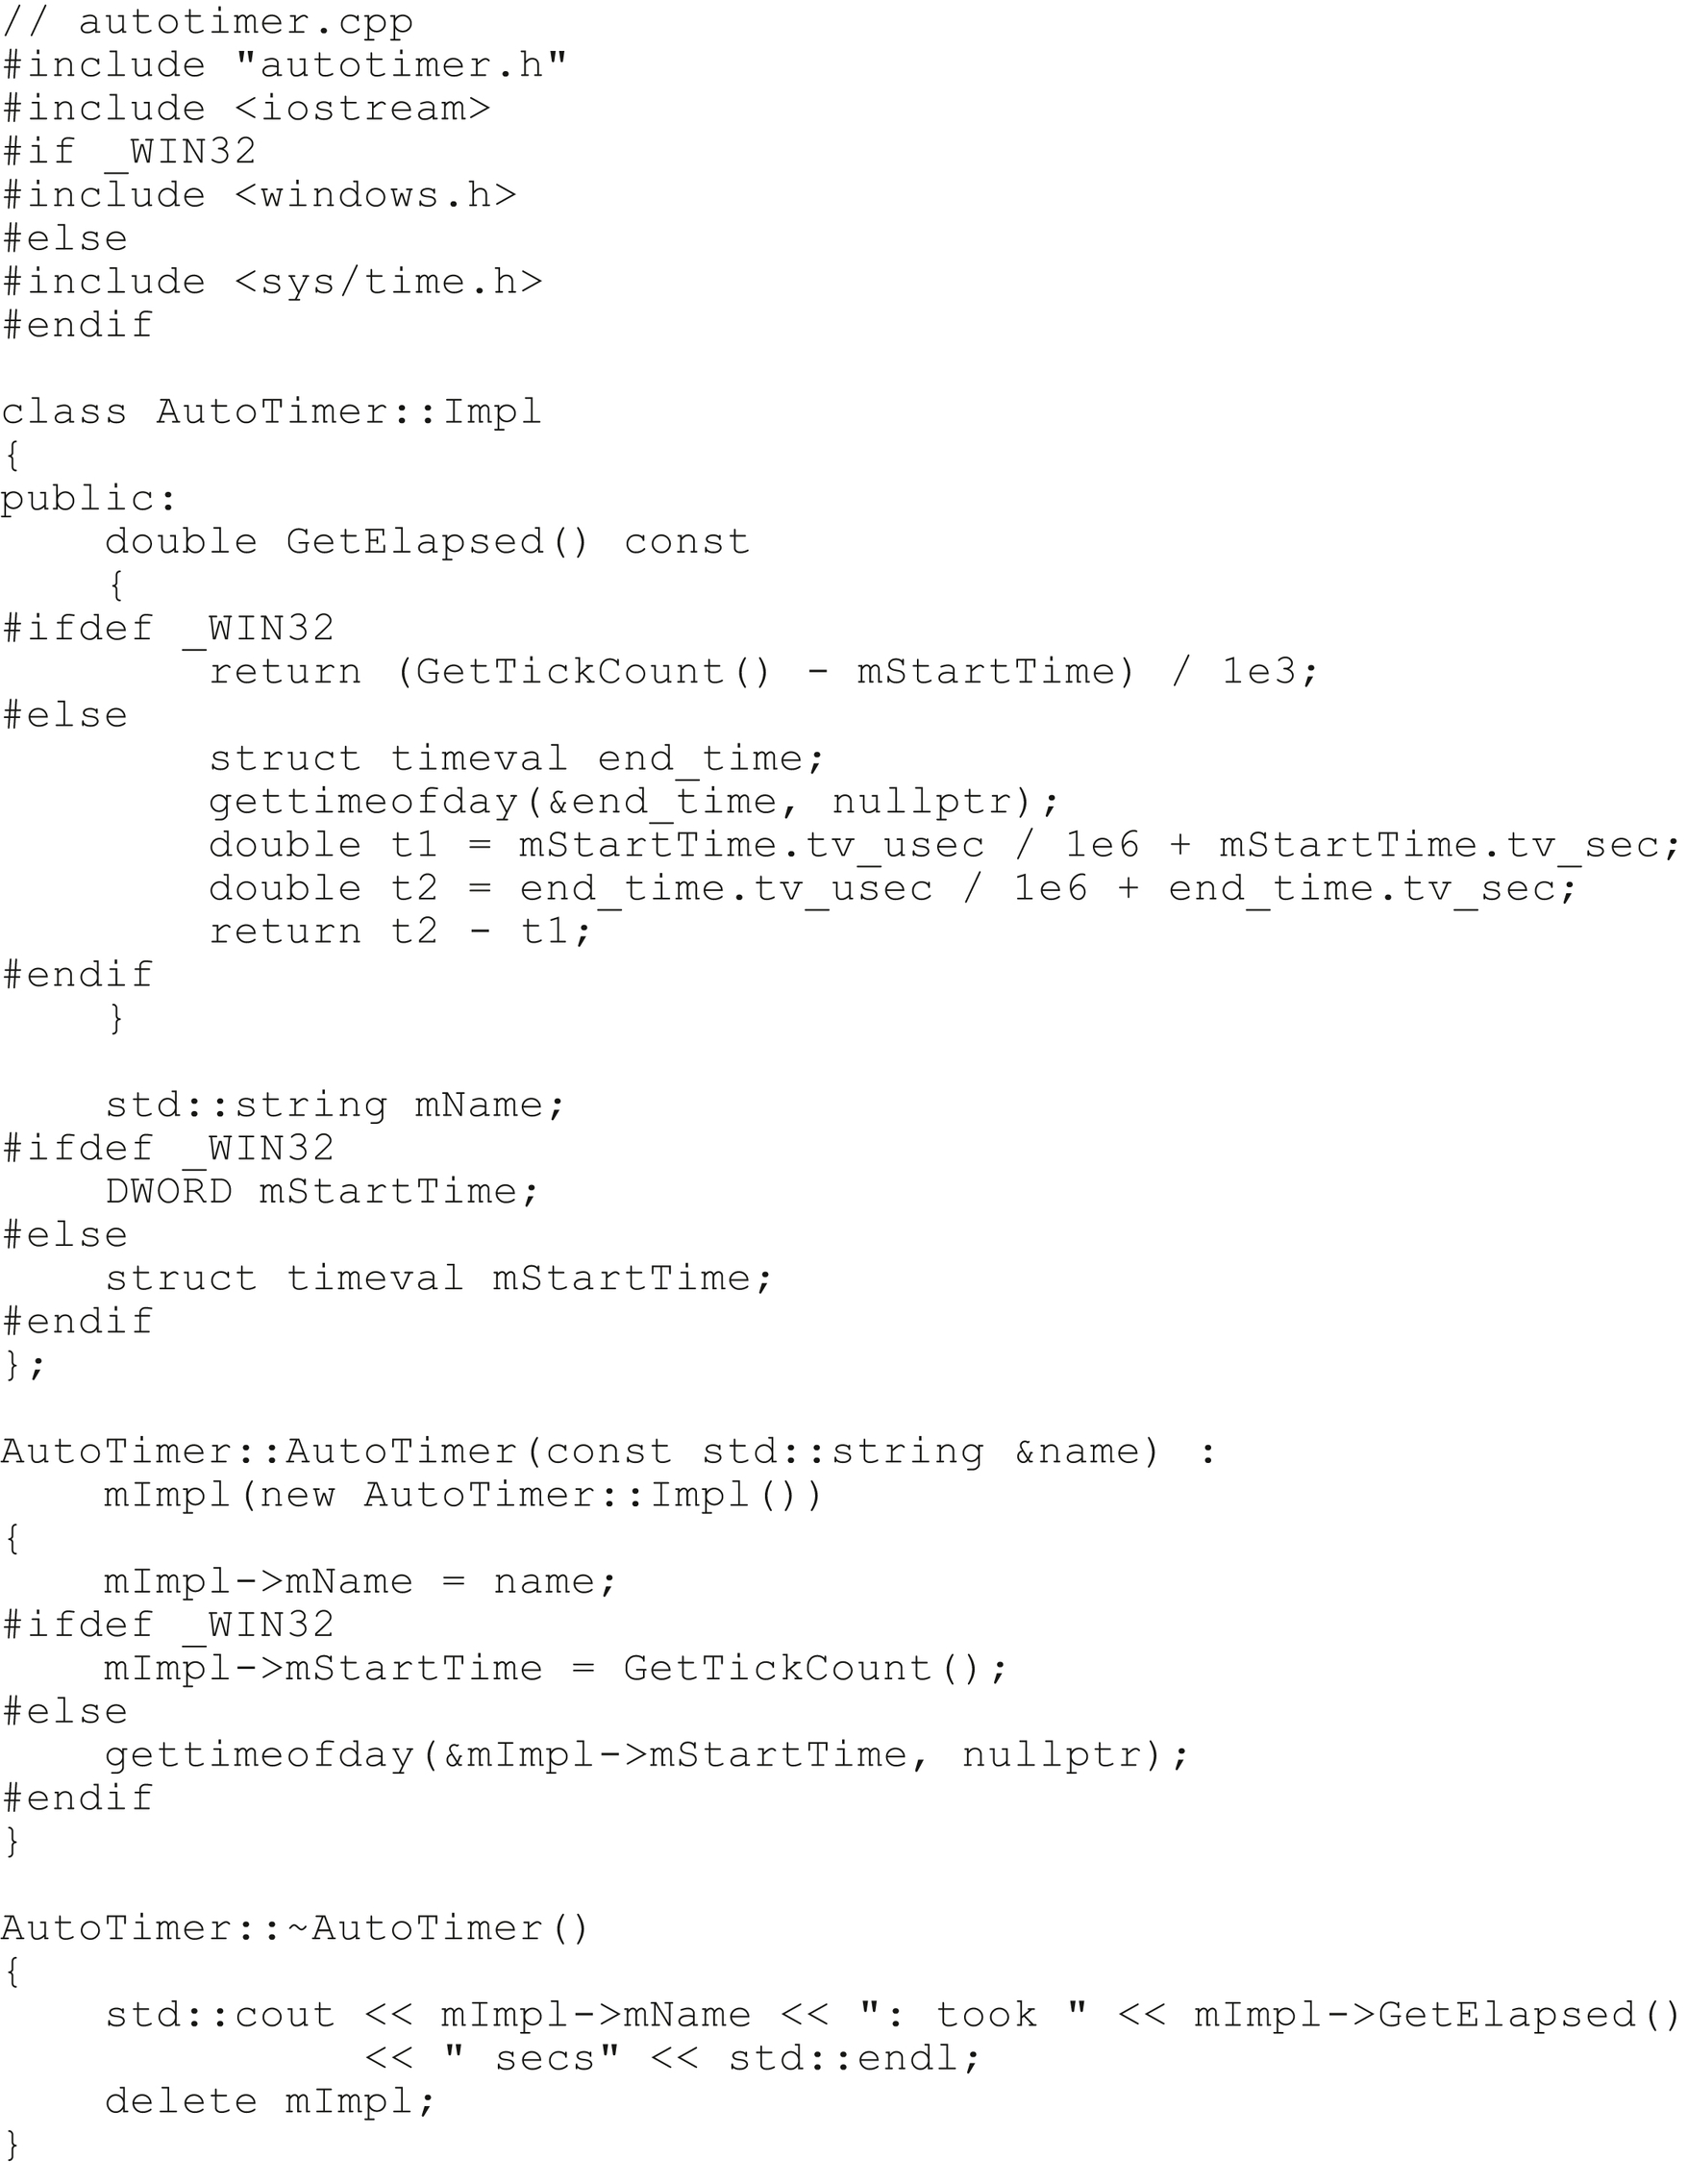 // autotimer.cpp
#include "autotimer.h"
#include <iostream>
#if _WIN32
#include <windows.h>
#else
#include <sys/time.h>
#endif

class AutoTimer::Impl
{
public:
    double GetElapsed() const
    {
#ifdef _WIN32
        return (GetTickCount() - mStartTime) / 1e3;
#else
        struct timeval end_time;
        gettimeofday(&end_time, nullptr);
        double t1 = mStartTime.tv_usec / 1e6 + mStartTime.tv_sec;
        double t2 = end_time.tv_usec / 1e6 + end_time.tv_sec;
        return t2 - t1;
#endif
    }

    std::string mName;
#ifdef _WIN32
    DWORD mStartTime;
#else
    struct timeval mStartTime;
#endif
};

AutoTimer::AutoTimer(const std::string &name) :
    mImpl(new AutoTimer::Impl())
{
    mImpl->mName = name;
#ifdef _WIN32
    mImpl->mStartTime = GetTickCount();
#else
    gettimeofday(&mImpl->mStartTime, nullptr);
#endif
}

AutoTimer::~AutoTimer()
{
    std::cout << mImpl->mName << ": took " << mImpl->GetElapsed()
              << " secs" << std::endl;
    delete mImpl;
}